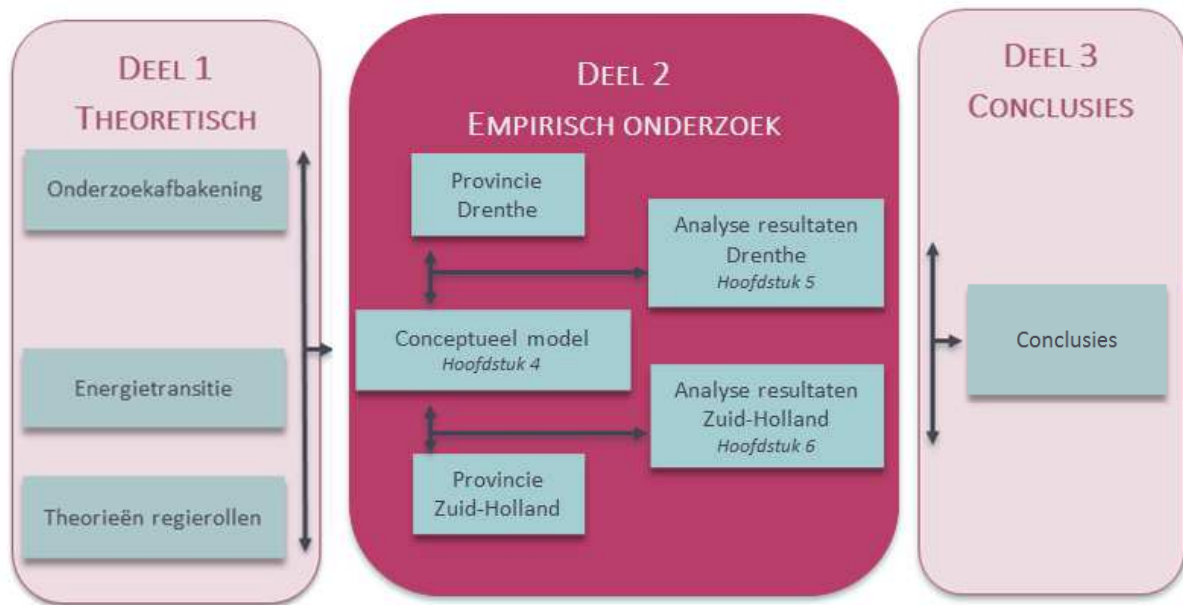 DEEL 1
THEORETISCH
Onderzoekafbakening
Energietransitie
Theorieën regierollen
DEEL 2
EMPIRISCH ONDERZOEK
Provincie
Drenthe
Analyse resultaten
Drenthe
Hoofdstuk 5
Conceptueel model
Hoofdstuk 4
Analyse resultaten
Zuid-Holland
Hoofdstuk 6
Provincie
Zuid-Holland
DEEL 3
CONCLUSIES
Conclusies